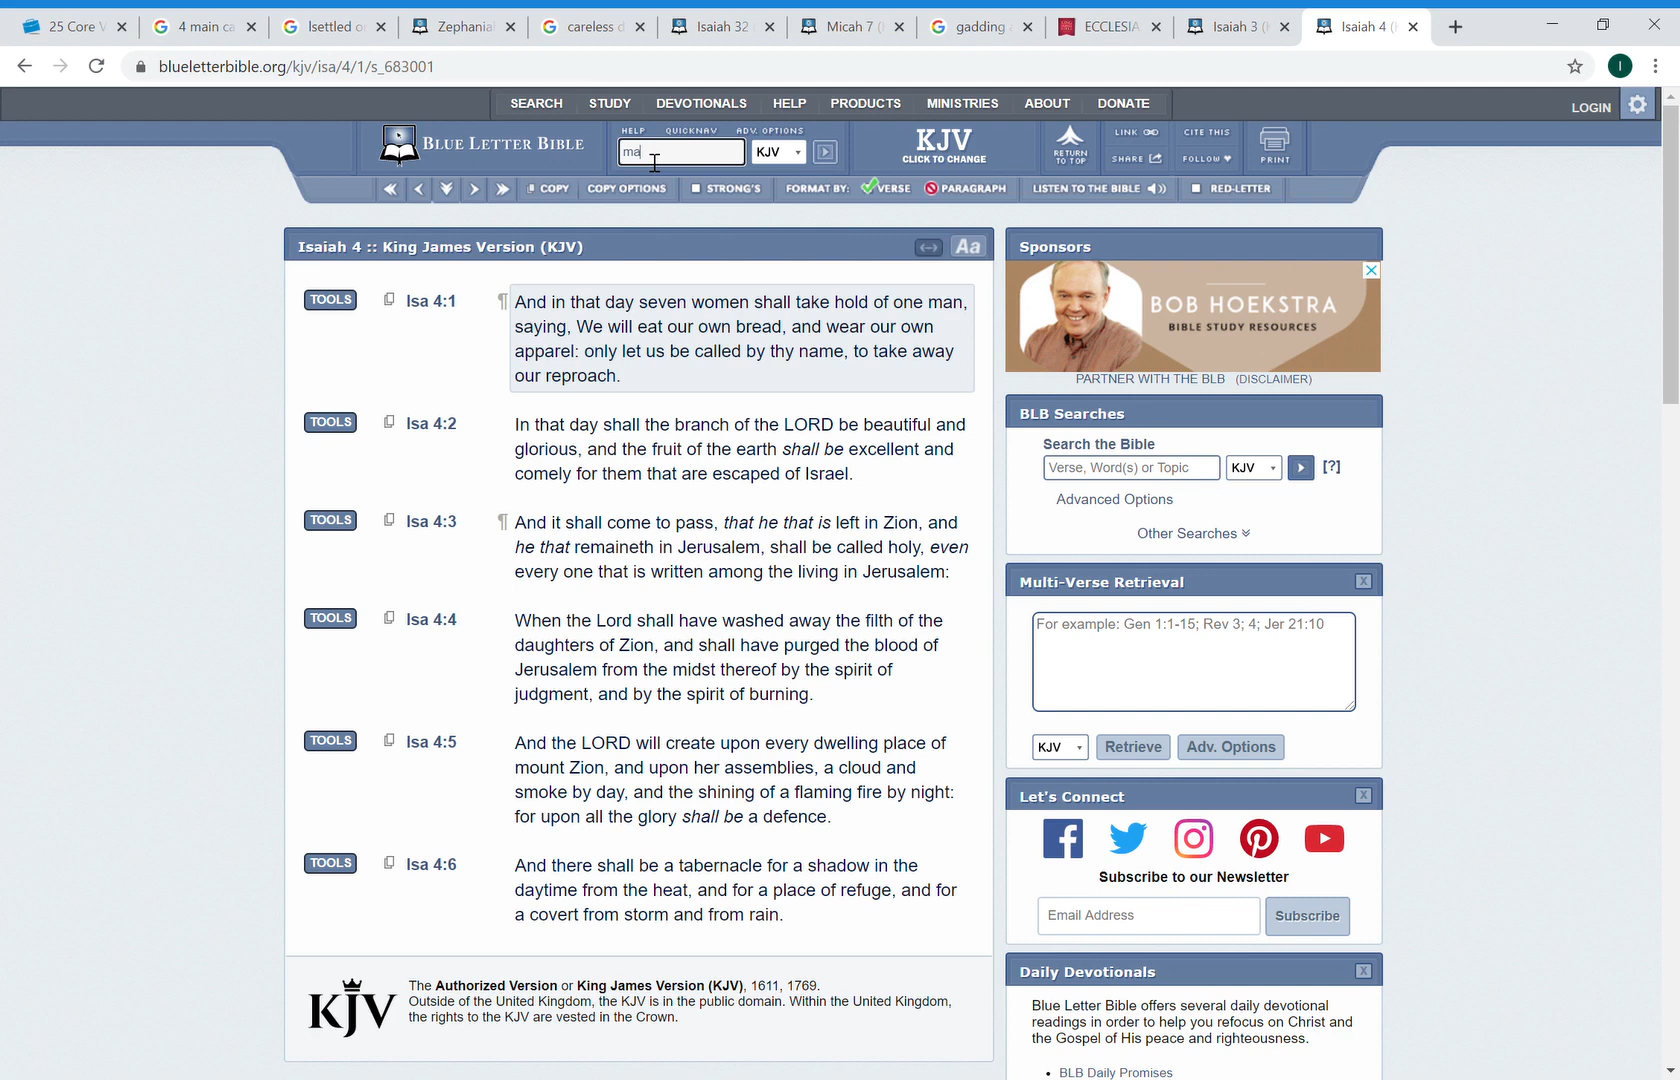 25 Core V
4 main ca
Isettled o
Zephaniah
careless d
Isaiah 32
Micah 7 (
gadding a
ECCLESIA
Isaiah 3 (
Isaiah 4 (
blueletterbible.org/kjv/isa/4/1/s_683001
I
SEARCH STUDY DEVOTIONALS HELP PRODUCTS MINISTRIES ABOUT DONATE
LOGIN
BLUE LETTER BIBLE
HELP QUICKNAV ADV. OPTIONS
ma
KJV
KJV
CLICK TO CHANGE
RETURN
TO TOP
LINK
SHARE
CITE THIS
FOLLOW
PRINT
COPY COPY OPTIONS STRONG'S FORMAT BY: VERSE PARAGRAPH LISTEN TO THE BIBLE RED-LETTER
Isaiah 4 :: King James Version (KJV)
Aa
TOOLS Isa 4:1 ¶ And in that day seven women shall take hold of one man,
saying, We will eat our own bread, and wear our own
apparel: only let us be called by thy name, to take away
our reproach.
TOOLS Isa 4:2 In that day shall the branch of the LORD be beautiful and
glorious, and the fruit of the earth shall be excellent and
comely for them that are escaped of Israel.
TOOLS Isa 4:3 ¶ And it shall come to pass, that he that is left in Zion, and
he that remaineth in Jerusalem, shall be called holy, even
every one that is written among the living in Jerusalem:
TOOLS Isa 4:4 When the Lord shall have washed away the filth of the
daughters of Zion, and shall have purged the blood of
Jerusalem from the midst thereof by the spirit of
judgment, and by the spirit of burning.
TOOLS Isa 4:5 And the LORD will create upon every dwelling place of
mount Zion, and upon her assemblies, a cloud and
smoke by day, and the shining of a flaming fire by night:
for upon all the glory shall be a defence.
TOOLS Isa 4:6 And there shall be a tabernacle for a shadow in the
daytime from the heat, and for a place of refuge, and for
a covert from storm and from rain.
KJV
The Authorized Version or King James Version (KJV), 1611, 1769.
Outside of the United Kingdom, the KJV is in the public domain. Within the United Kingdom,
the rights to the KJV are vested in the Crown.
Sponsors
BOB HOEKSTRA
BIBLE STUDY RESOURCES
PARTNER WITH THE BLB (DISCLAIMER)
BLB Searches
Search the Bible
Verse, Word(s) or Topic KJV [?]
Advanced Options
Other Searches
Multi-Verse Retrieval X
For example: Gen 1:1-15; Rev 3; 4; Jer 21:10
KJV Retrieve Adv. Options
Let's Connect X
Subscribe to our Newsletter
Email Address Subscribe
Daily Devotionals X
Blue Letter Bible offers several daily devotional
readings in order to help you refocus on Christ and
the Gospel of His peace and righteousness.
• BLB Daily Promises